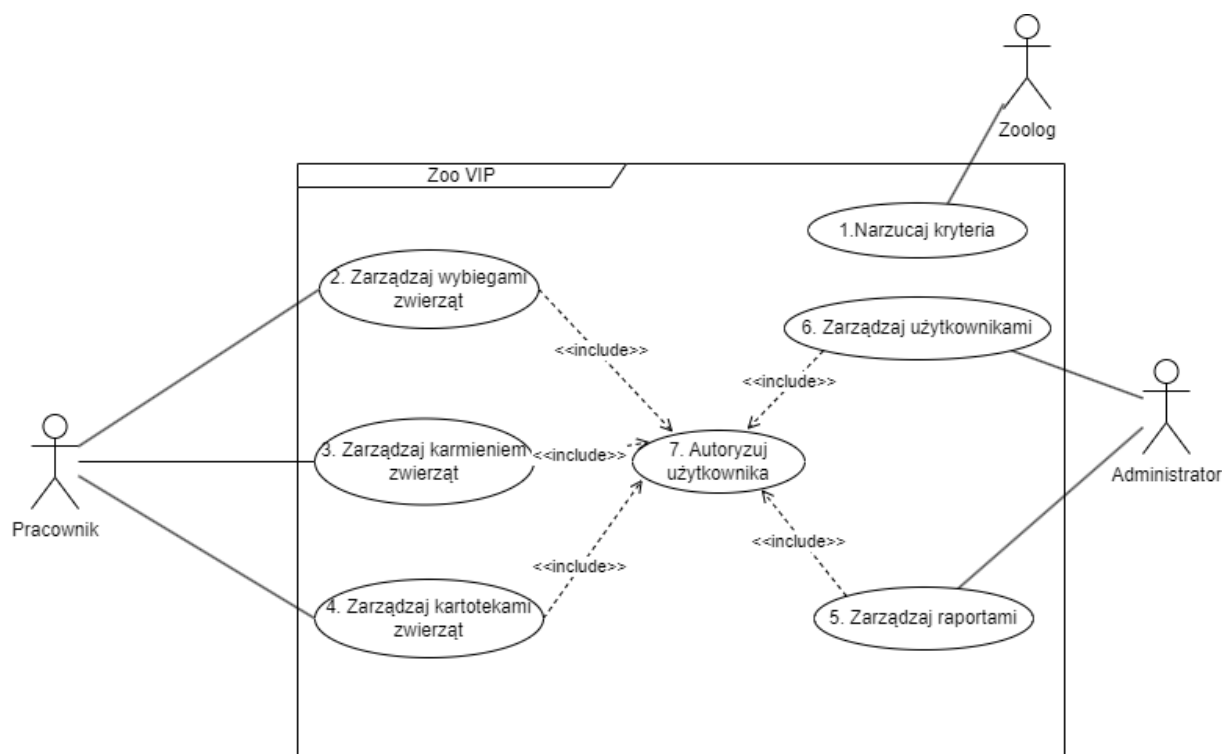 Zoolog
Zoo VIP
1.Narzucaj kryteria
2. Zarządzaj wybiegami
zwierząt
6. Zarządzaj użytkownikami
<<include>>
<<include>>
3. Zarządzaj karmieniem
zwierząt
<<include>>
7. Autoryzuj
użytkownika
Administrator
Pracownik
<<include>>
<<include>>
4. Zarządzaj kartotekami
zwierząt
5. Zarządzaj raportami